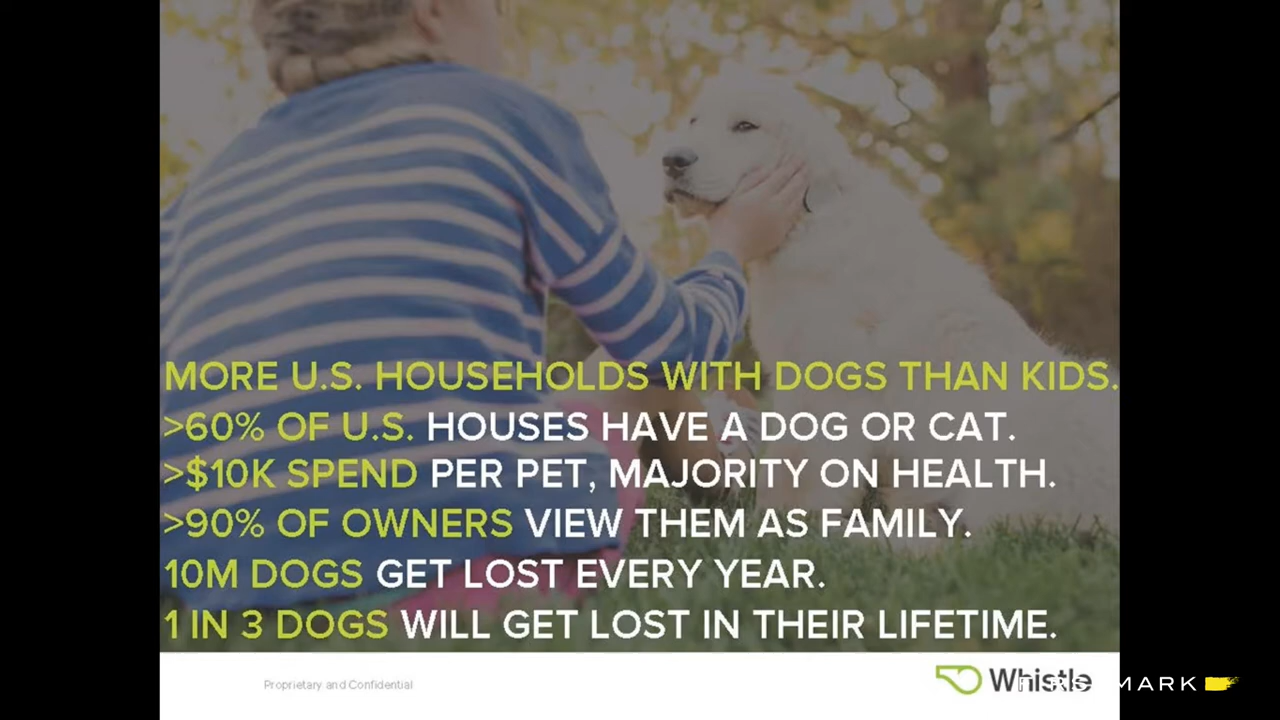 MORE U.S. HOUSEHOLDS WITH DOGS THAN KIDS.
>60% OF U.S. HOUSES HAVE A DOG OR CAT.
>$10K SPEND PER PET, MAJORITY ON HEALTH.
>90% OF OWNERS VIEW THEM AS FAMILY.
10M DOGS GET LOST EVERY YEAR.
1 IN 3 DOGS WILL GET LOST IN THEIR LIFETIME.
Proprietary and Confidential
Whistle